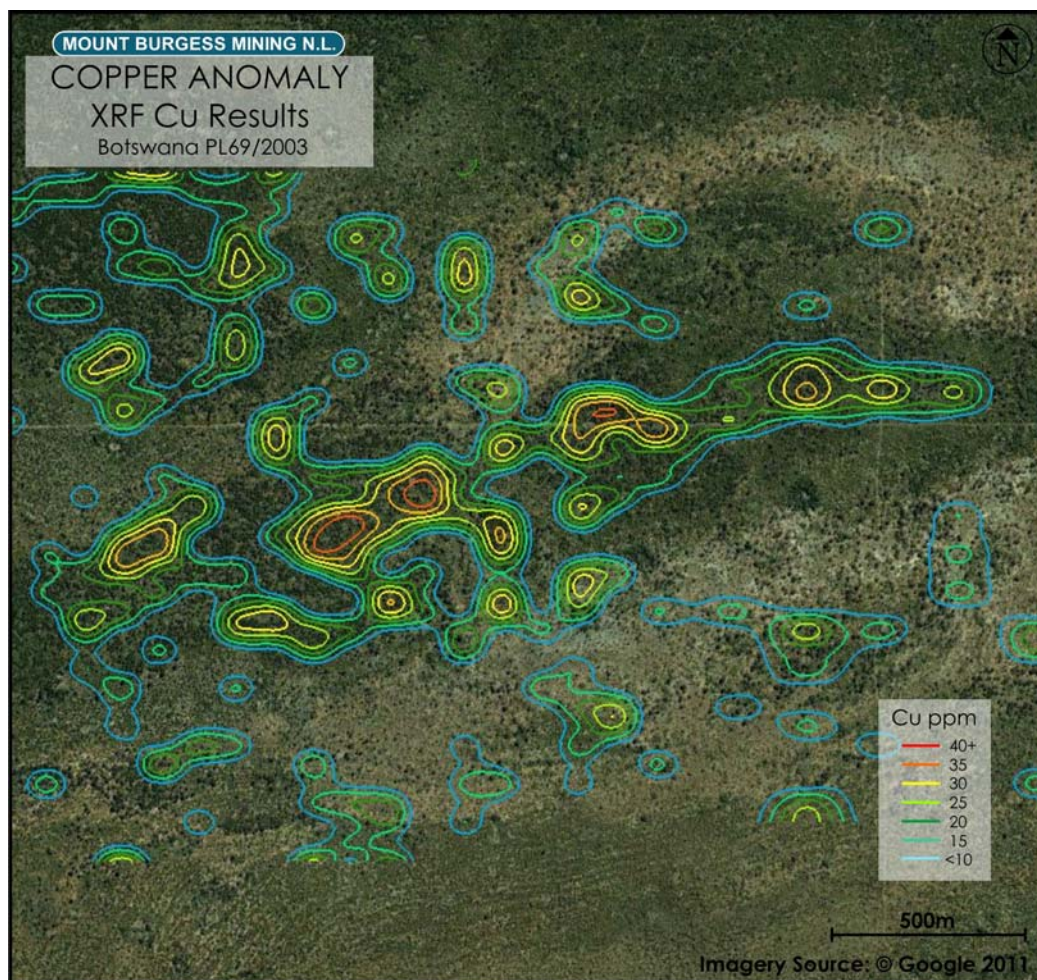 MOUNT BURGESS MINING N.L.
COPPER ANOMALY
XRF Cu Results
Botswana PL69/2003
N
Cu ppm
40+
35
30
25
20
15
<10
500m
Imagery Source: © Google 2011